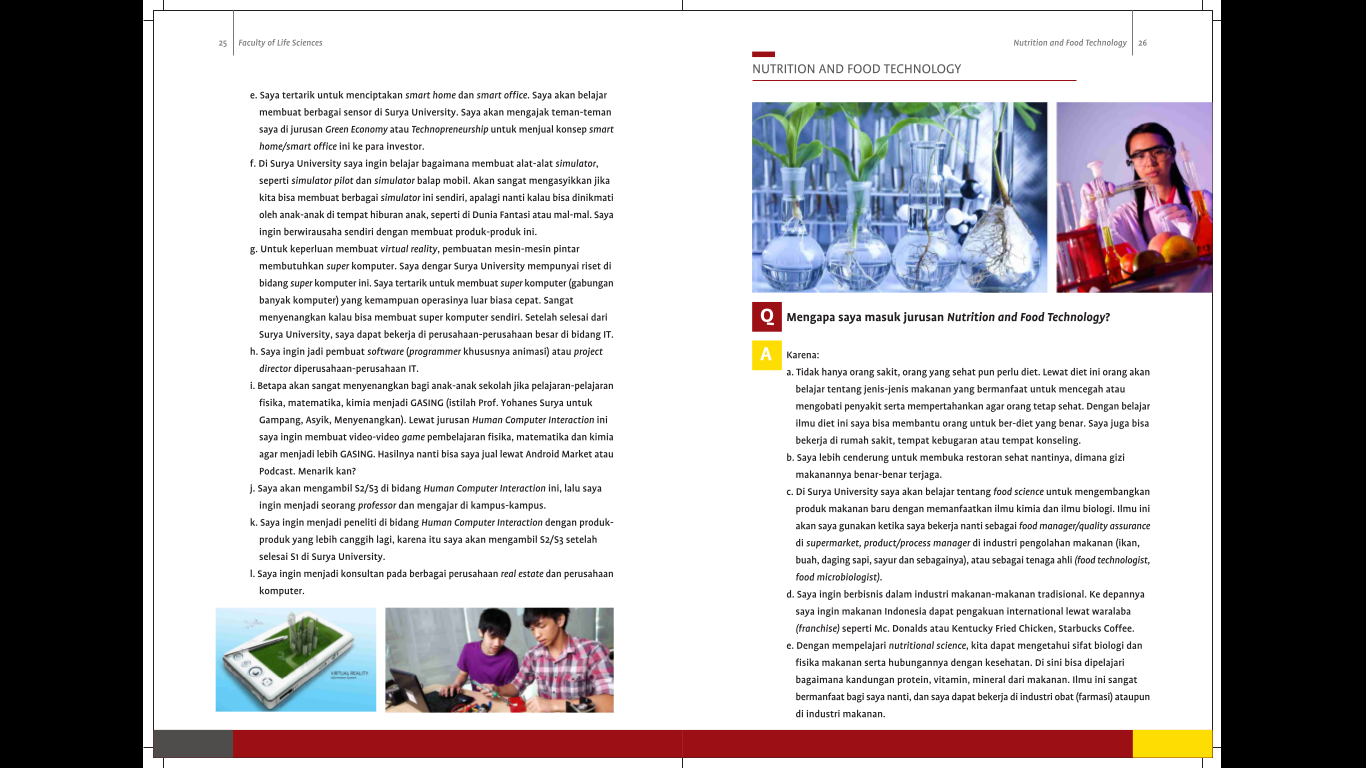 25 Faculty of Life Sciences
e. Saya tertarik untuk menciptakan smart home dan smart office. Saya akan belajar
membuat berbagai sensor di Surya University. Saya akan mengajak teman-teman
saya di jurusan Green Economy atau Technopreneurship untuk menjual konsep smart
home/smart office ini ke para investor.
f. Di Surya University saya ingin belajar bagaimana membuat alat-alat simulator,
seperti simulator pilot dan simulator balap mobil. Akan sangat mengasyikkan jika
kita bisa membuat berbagai simulator ini sendiri, apalagi nanti kalau bisa dinikmati
oleh anak-anak di tempat hiburan anak, seperti di Dunia Fantasi atau mal-mal. Saya
ingin berwirausaha sendiri dengan membuat produk-produk ini.
g. Untuk keperluan membuat virtual reality, pembuatan mesin-mesin pintar
membutuhkan super komputer. Saya dengar Surya University mempunyai riset di
bidang super komputer ini. Saya tertarik untuk membuat super komputer (gabungan
banyak komputer) yang kemampuan operasinya luar biasa cepat. Sangat
menyenangkan kalau bisa membuat super komputer sendiri. Setelah selesai dari
Surya University, saya dapat bekerja di perusahaan-perusahaan besar di bidang IT.
h. Saya ingin jadi pembuat software (programmer khususnya animasi) atau project
director diperusahaan-perusahaan IT.
i. Betapa akan sangat menyenangkan bagi anak-anak sekolah jika pelajaran-pelajaran
fisika, matematika, kimia menjadi GASING (istilah Prof. Yohanes Surya untuk
Gampang, Asyik, Menyenangkan). Lewat jurusan Human Computer Interaction ini
saya ingin membuat video-video game pembelajaran fisika, matematika dan kimia
agar menjadi lebih GASING. Hasilnya nanti bisa saya jual lewat Android Market atau
Podcast. Menarik kan?
j. Saya akan mengambil S2/S3 di bidang Human Computer Interaction ini, lalu saya
ingin menjadi seorang professor dan mengajar di kampus-kampus.
k. Saya ingin menjadi peneliti di bidang Human Computer Interaction dengan produk-
produk yang lebih canggih lagi, karena itu saya akan mengambil S2/S3 setelah
selesai S1 di Surya University.
l. Saya ingin menjadi konsultan pada berbagai perusahaan real estate dan perusahaan
komputer.
VIRTUAL REALITY
Nutrition and Food Technology 26
NUTRITION AND FOOD TECHNOLOGY
Q Mengapa saya masuk jurusan Nutrition and Food Technology?
A Karena:
a. Tidak hanya orang sakit, orang yang sehat pun perlu diet. Lewat diet ini orang akan
belajar tentang jenis-jenis makanan yang bermanfaat untuk mencegah atau
mengobati penyakit serta mempertahankan agar orang tetap sehat. Dengan belajar
ilmu diet ini saya bisa membantu orang untuk ber-diet yang benar. Saya juga bisa
bekerja di rumah sakit, tempat kebugaran atau tempat konseling.
b. Saya lebih cenderung untuk membuka restoran sehat nantinya, dimana gizi
makanannya benar-benar terjaga.
c. Di Surya University saya akan belajar tentang food science untuk mengembangkan
produk makanan baru dengan memanfaatkan ilmu kimia dan ilmu biologi. Ilmu ini
akan saya gunakan ketika saya bekerja nanti sebagai food manager/quality assurance
di supermarket, product/process manager di industri pengolahan makanan (ikan,
buah, daging sapi, sayur dan sebagainya), atau sebagai tenaga ahli (food technologist,
food microbiologist).
d. Saya ingin berbisnis dalam industri makanan-makanan tradisional. Ke depannya
saya ingin makanan Indonesia dapat pengakuan international lewat waralaba
(franchise) seperti Mc. Donalds atau Kentucky Fried Chicken, Starbucks Coffee.
e. Dengan mempelajari nutritional science, kita dapat mengetahui sifat biologi dan
fisika makanan serta hubungannya dengan kesehatan. Di sini bisa dipelajari
bagaimana kandungan protein, vitamin, mineral dari makanan. Ilmu ini sangat
bermanfaat bagi saya nanti, dan saya dapat bekerja di industri obat (farmasi) ataupun
di industri makanan.